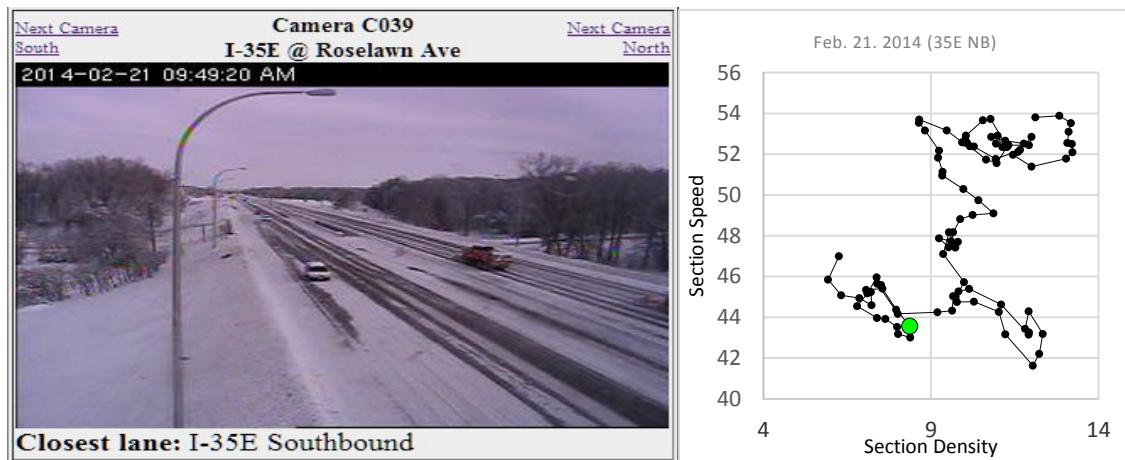 Next Camera
South
Camera C039
I-35E @ Roselawn Ave
Next Camera
North
2014-02-21 09:49:20 AM
Closest lane: I-35E Southbound
Feb. 21. 2014 (35E NB)
Section Speed
56
54
52
50
48
46
44
42
40
4
9
14
Section Density